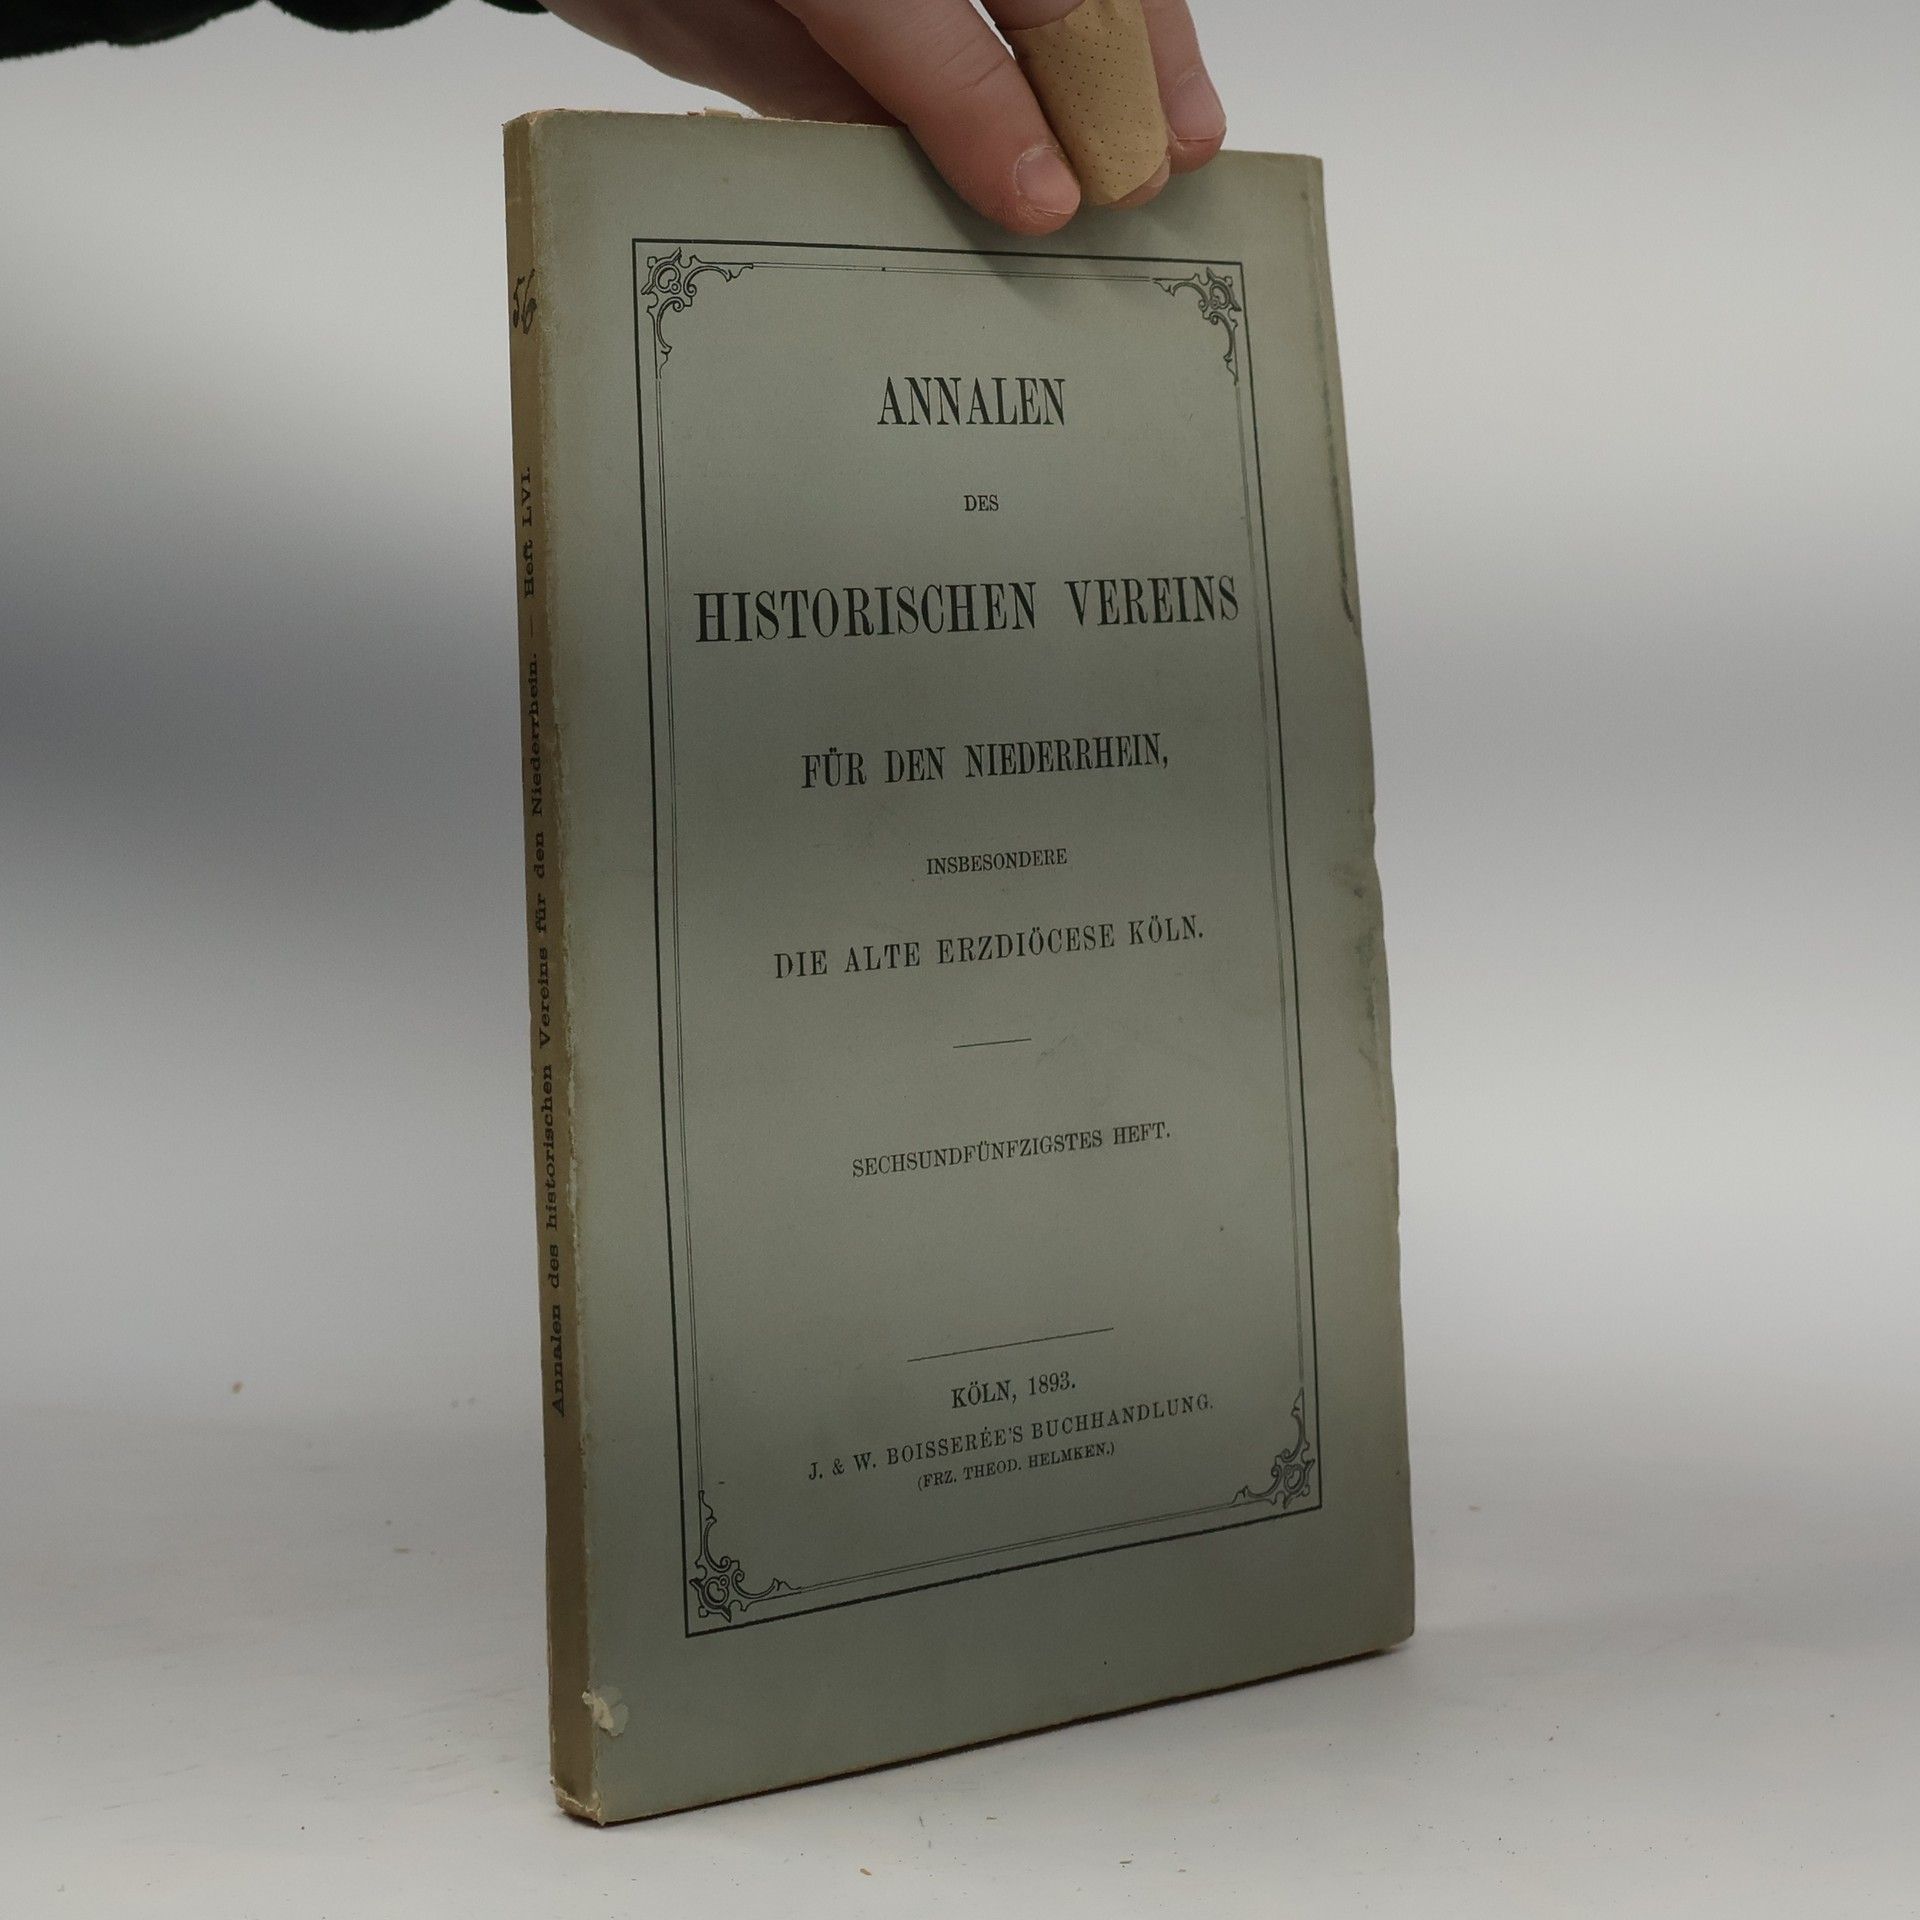 ANNALEN
DES
HISTORISCHEN VEREINS
FÜR DEN NIEDERRHEIN,
INSBESONDERE
DIE ALTE ERZDIÖCESE KÖLN.
SECHSUNDFÜNFZIGSTES HEFT.
KÖLN, 1893.
J. & W. BOISSERÉE'S BUCHHANDLUNG.
(FRZ. THEOD. HELMKEN.)
Annalen des historischen Vereins für den Niederrhein. — Heft LVI.
56